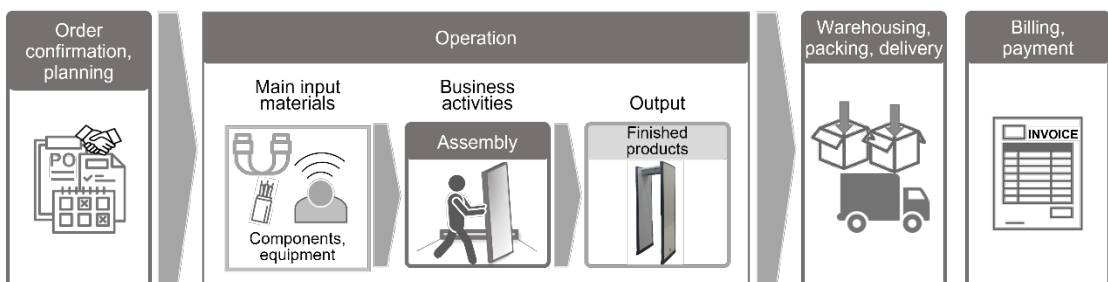 Order
confirmation,
planning
PO
Operation
Main input
materials
Components,
equipment
Business
activities
Assembly
Output
Finished
products
Warehousing,
packing, delivery
Billing,
payment
INVOICE